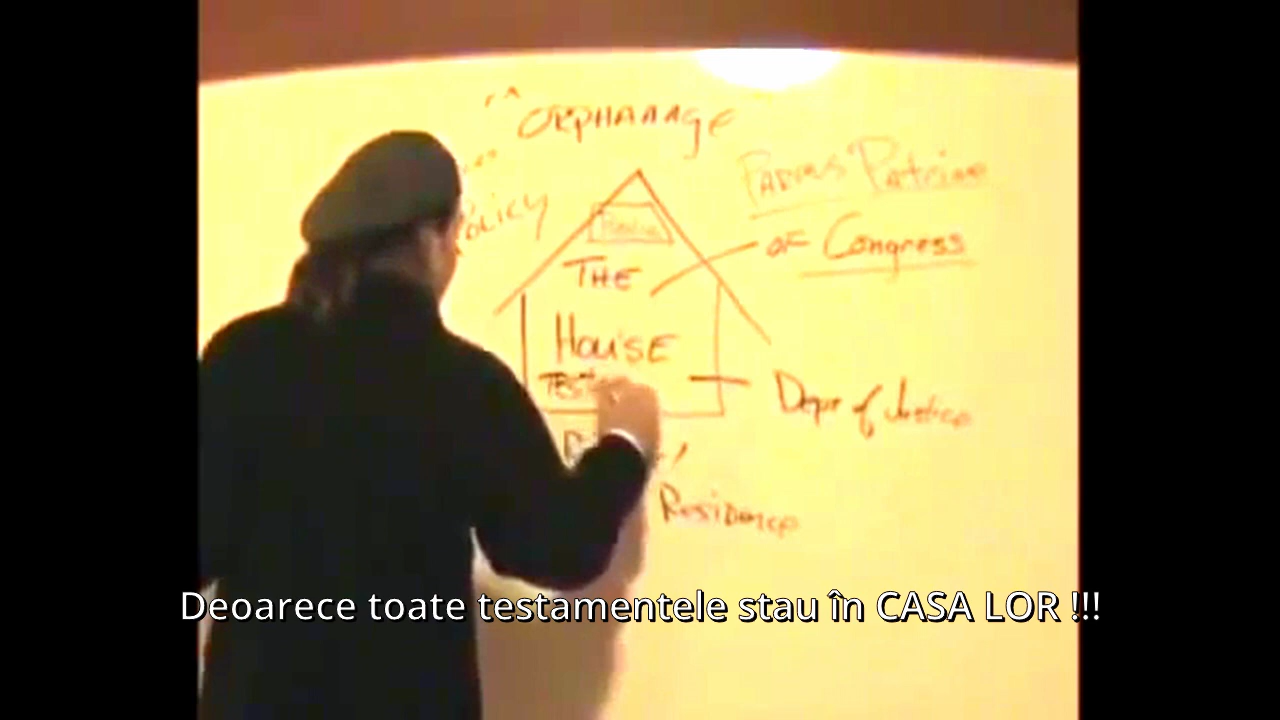 ORPHANAGE
POLICY
PARENS Patriae
OF Congress
THE
HOUSE
TEST
Dept of Justice
Residence
Deoarece toate testamentele stau în CASA LOR !!!